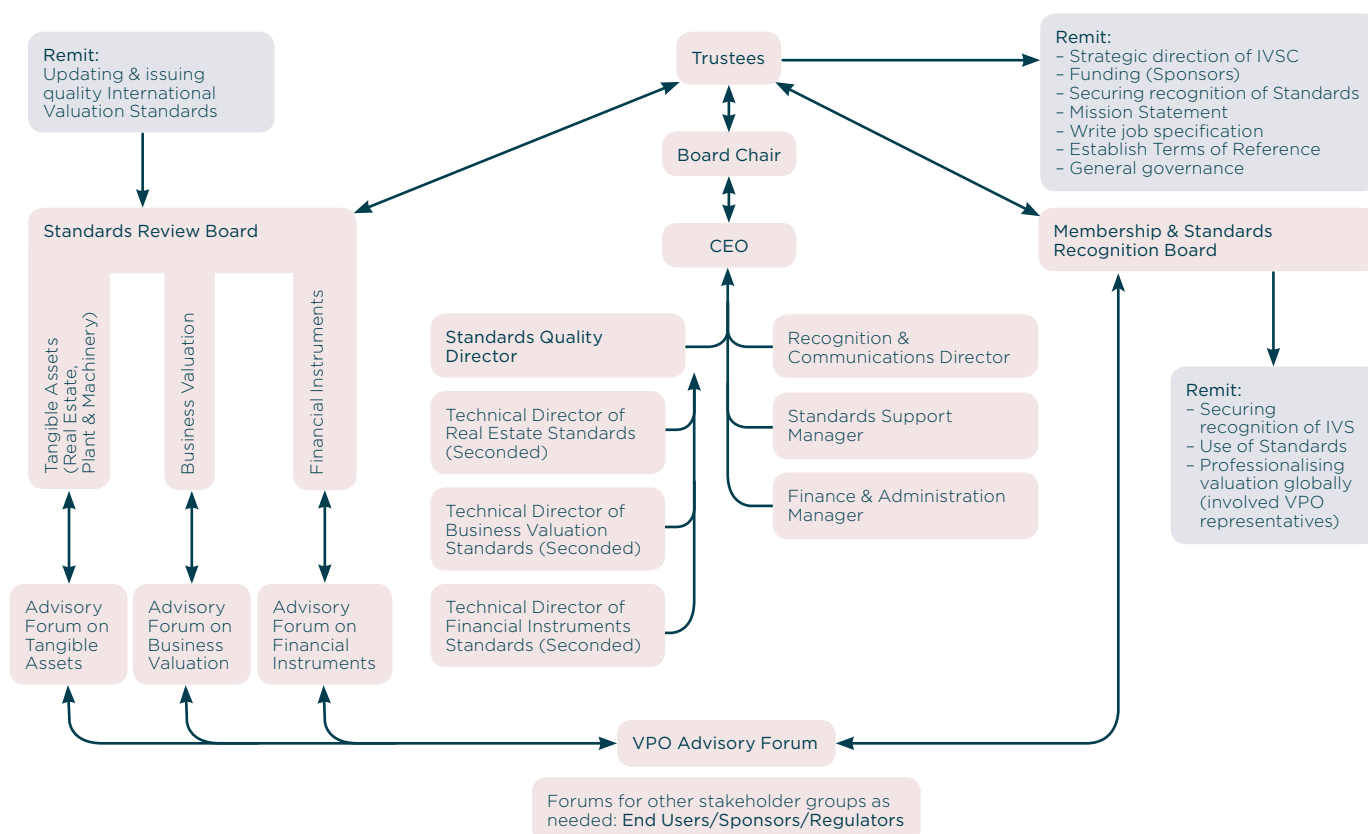 Remit:
Updating & issuing
quality International
Valuation Standards
Trustees
Remit:
– Strategic direction of IVSC
– Funding (Sponsors)
– Securing recognition of Standards
– Mission Statement
– Write job specification
– Establish Terms of Reference
– General governance
Board Chair
Standards Review Board
CEO
Membership & Standards
Recognition Board
Tangible Assets
(Real Estate,
Plant & Machinery)
Business Valuation
Financial Instruments
Standards Quality
Director
Technical Director of
Real Estate Standards
(Seconded)
Technical Director of
Business Valuation
Standards (Seconded)
Technical Director of
Financial Instruments
Standards (Seconded)
Recognition &
Communications Director
Standards Support
Manager
Finance & Administration
Manager
Remit:
– Securing
recognition of IVS
– Use of Standards
– Professionalising
valuation globally
(involved VPO
representatives)
Advisory
Forum on
Tangible
Assets
Advisory
Forum on
Business
Valuation
Advisory
Forum on
Financial
Instruments
VPO Advisory Forum
Forums for other stakeholder groups as
needed: End Users/Sponsors/Regulators